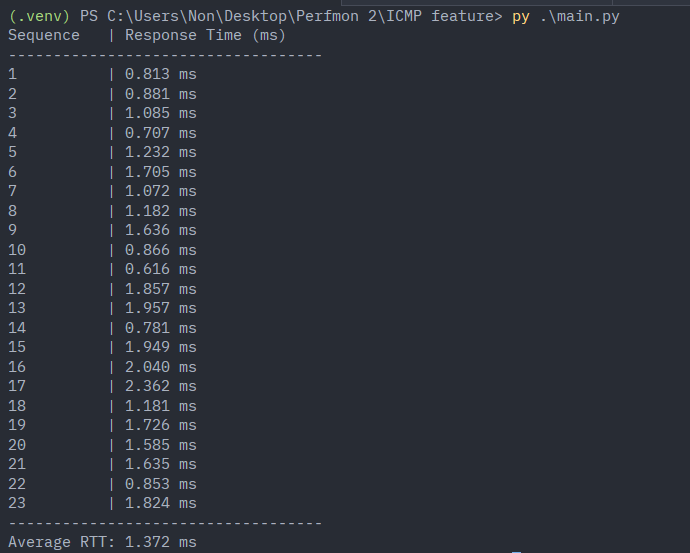 (.venv) PS C:\Users\Non\Desktop\Perfmon 2\ICMP feature> py .\main.py
Sequence   | Response Time (ms)
-----------------------------------
1          | 0.813 ms
2          | 0.881 ms
3          | 1.085 ms
4          | 0.707 ms
5          | 1.232 ms
6          | 1.705 ms
7          | 1.072 ms
8          | 1.182 ms
9          | 1.636 ms
10         | 0.866 ms
11         | 0.616 ms
12         | 1.857 ms
13         | 1.957 ms
14         | 0.781 ms
15         | 1.949 ms
16         | 2.040 ms
17         | 2.362 ms
18         | 1.181 ms
19         | 1.726 ms
20         | 1.585 ms
21         | 1.635 ms
22         | 0.853 ms
23         | 1.824 ms
-----------------------------------
Average RTT: 1.372 ms